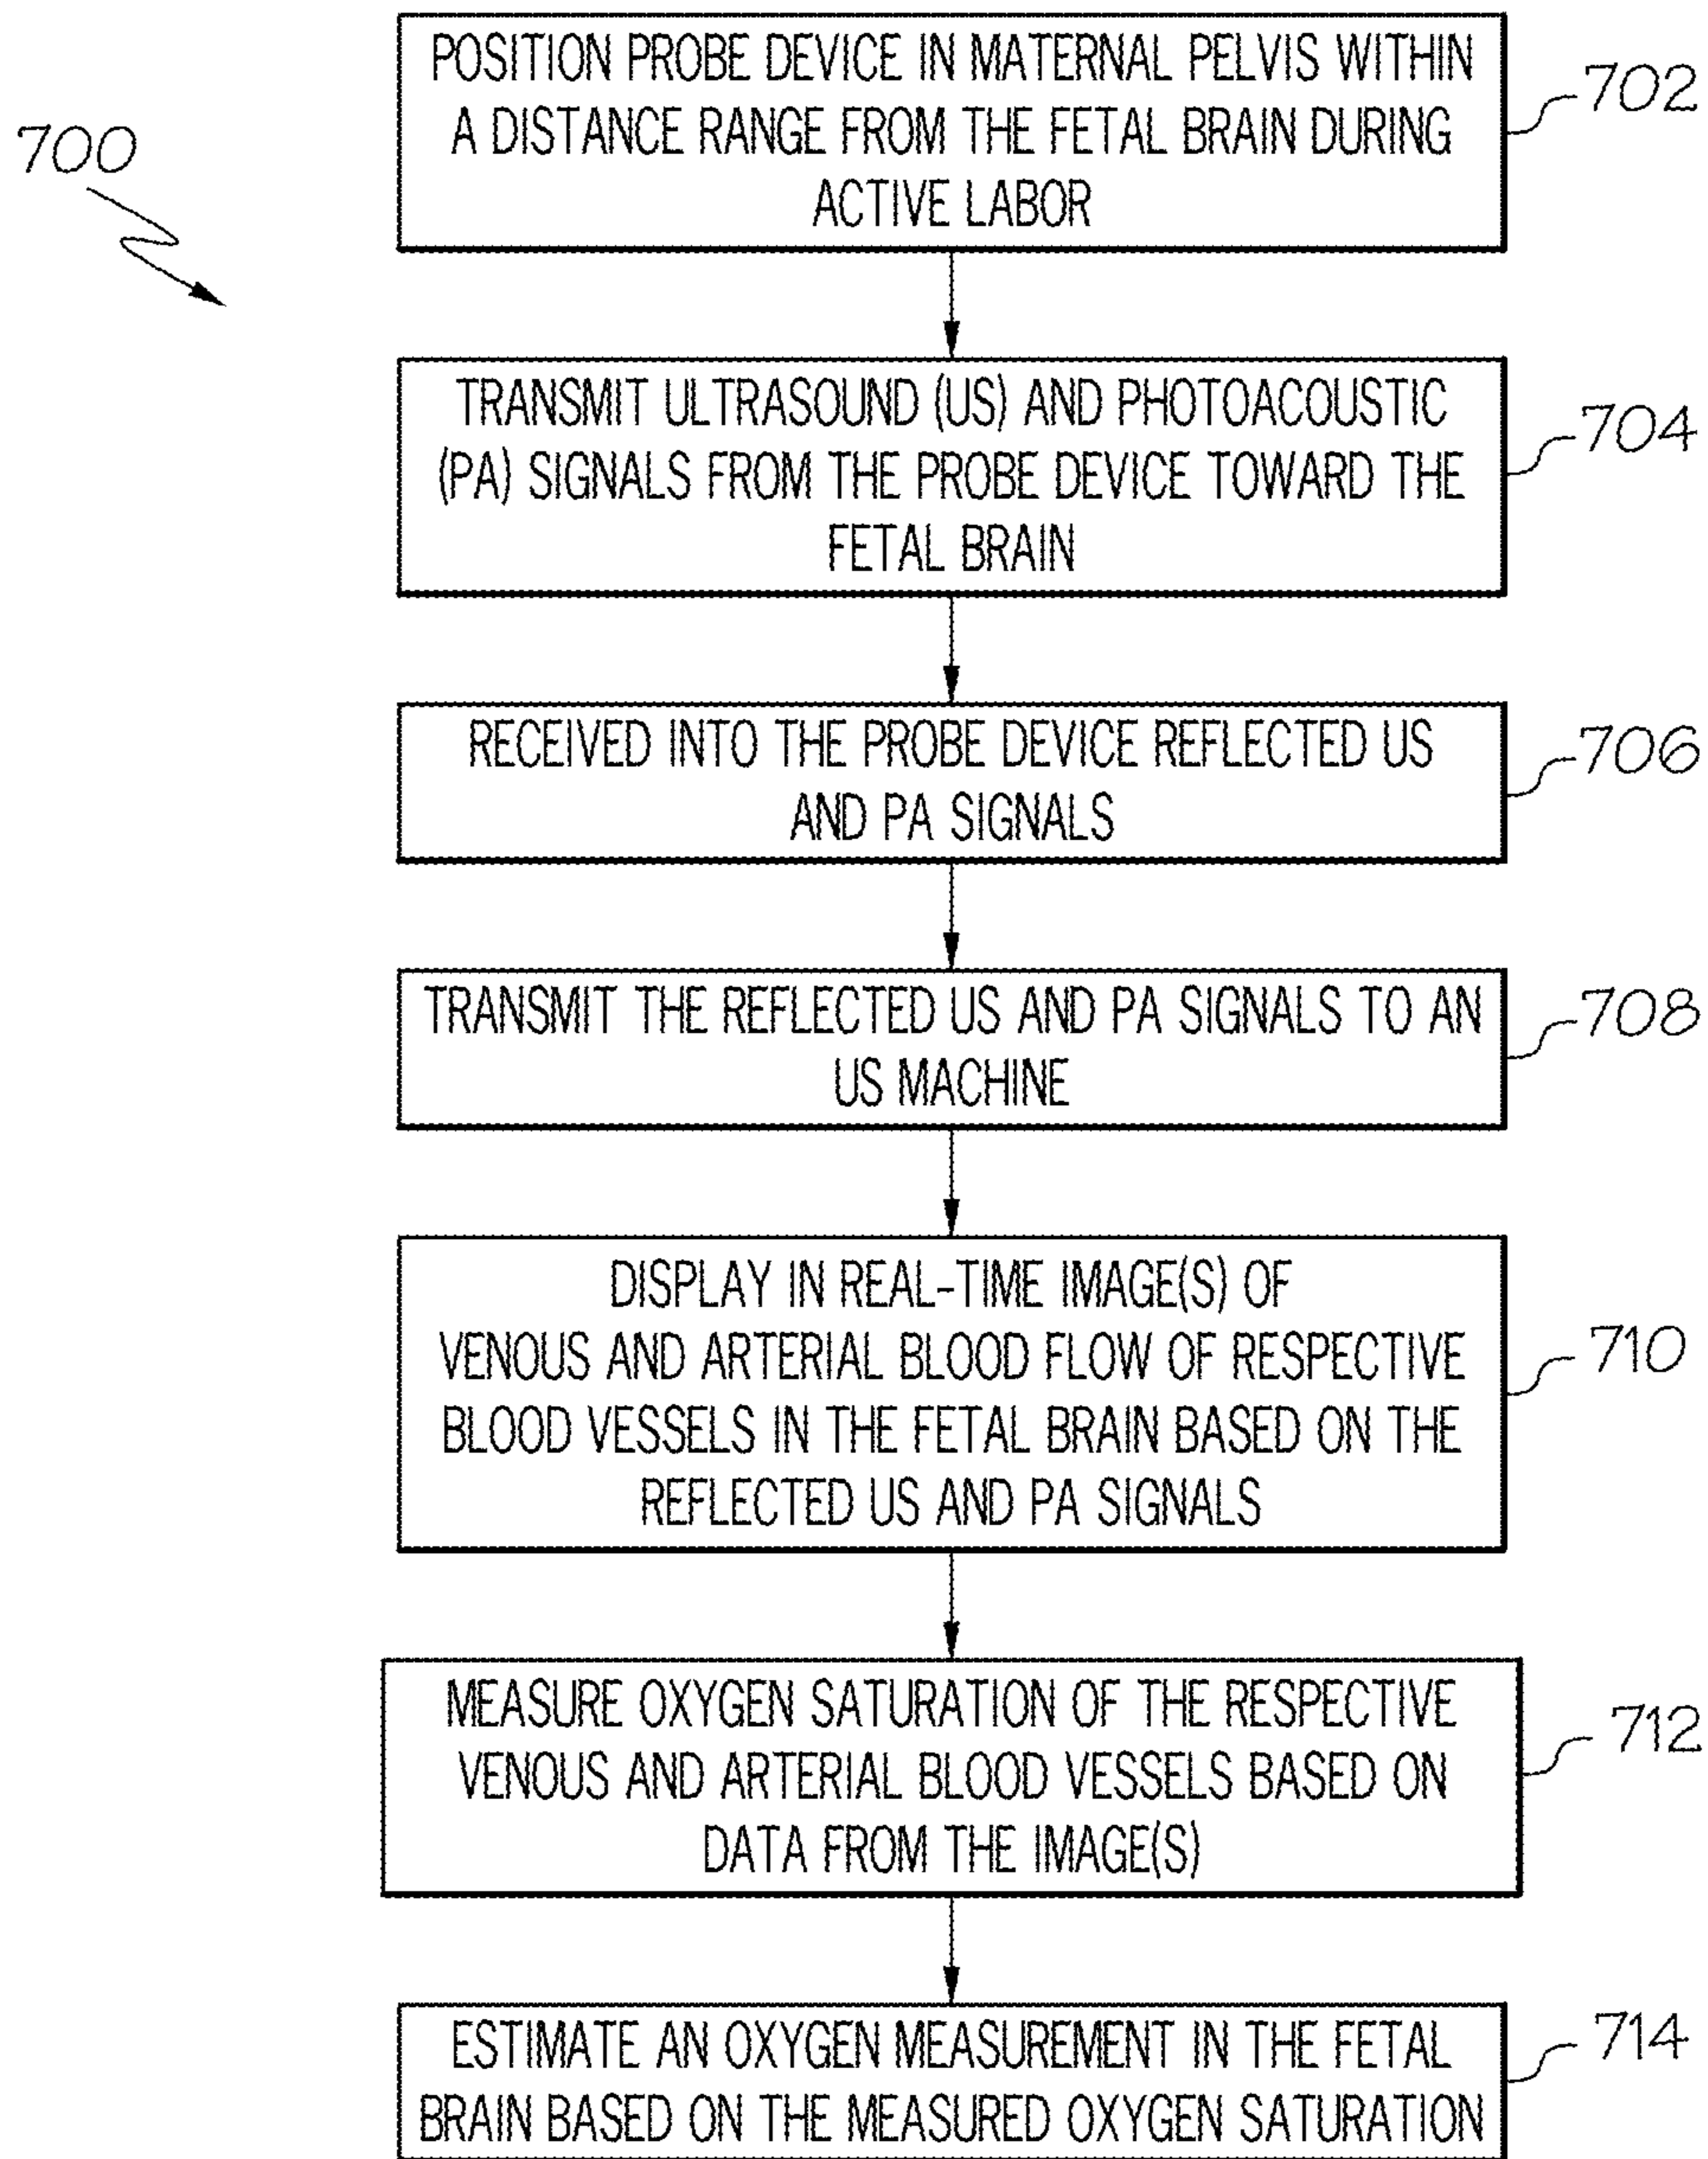 700
POSITION PROBE DEVICE IN MATERNAL PELVIS WITHIN
A DISTANCE RANGE FROM THE FETAL BRAIN DURING
ACTIVE LABOR
702
TRANSMIT ULTRASOUND (US) AND PHOTOACOUSTIC
(PA) SIGNALS FROM THE PROBE DEVICE TOWARD THE
FETAL BRAIN
704
RECEIVED INTO THE PROBE DEVICE REFLECTED US
AND PA SIGNALS
706
TRANSMIT THE REFLECTED US AND PA SIGNALS TO AN
US MACHINE
708
DISPLAY IN REAL-TIME IMAGE(S) OF
VENOUS AND ARTERIAL BLOOD FLOW OF RESPECTIVE
BLOOD VESSELS IN THE FETAL BRAIN BASED ON THE
REFLECTED US AND PA SIGNALS
710
MEASURE OXYGEN SATURATION OF THE RESPECTIVE
VENOUS AND ARTERIAL BLOOD VESSELS BASED ON
DATA FROM THE IMAGE(S)
712
ESTIMATE AN OXYGEN MEASUREMENT IN THE FETAL
BRAIN BASED ON THE MEASURED OXYGEN SATURATION
714